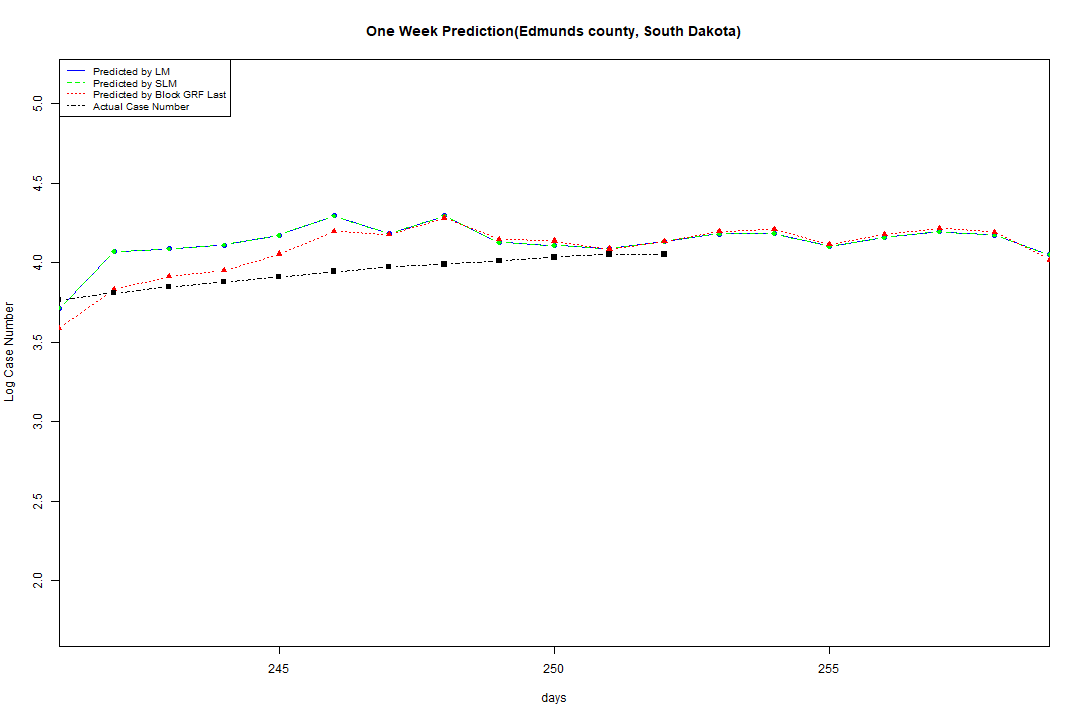 One Week Prediction(Edmunds county, South Dakota)
Predicted by LM
Predicted by SLM
Predicted by Block GRF Last
Actual Case Number
5.0
4.5
4.0
3.5
3.0
2.5
2.0
Log Case Number
245 250 255
days